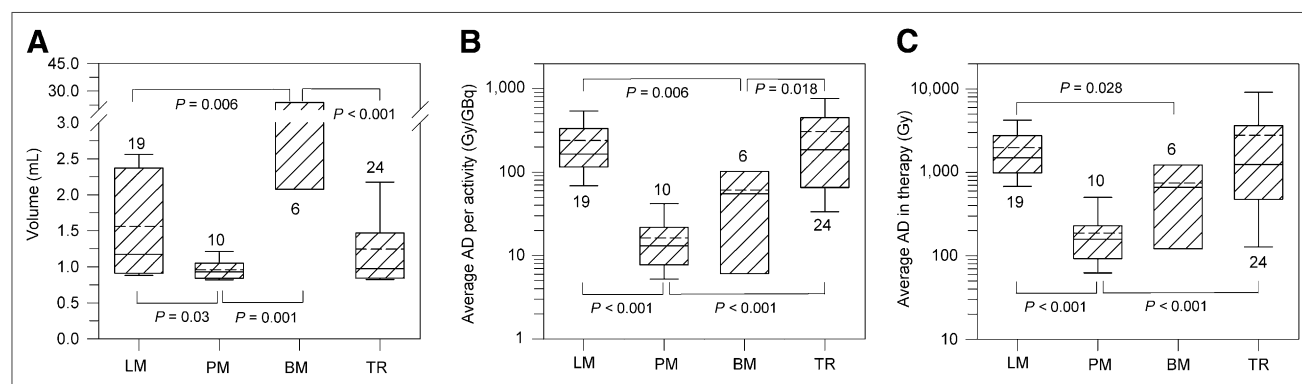 A
Volume (mL)
45.0
30.0
3.0
2.5
2.0
1.5
1.0
0.5
0.0
P = 0.006
P < 0.001
19
10
6
24
P = 0.03
P = 0.001
LM PM BM TR
B
Average AD per activity (Gy/GBq)
1,000
100
10
1
P = 0.006
P = 0.018
19
10
6
24
P < 0.001
P < 0.001
LM PM BM TR
C
Average AD in therapy (Gy)
10,000
1,000
100
10
P = 0.028
19
10
6
24
P < 0.001
P < 0.001
LM PM BM TR